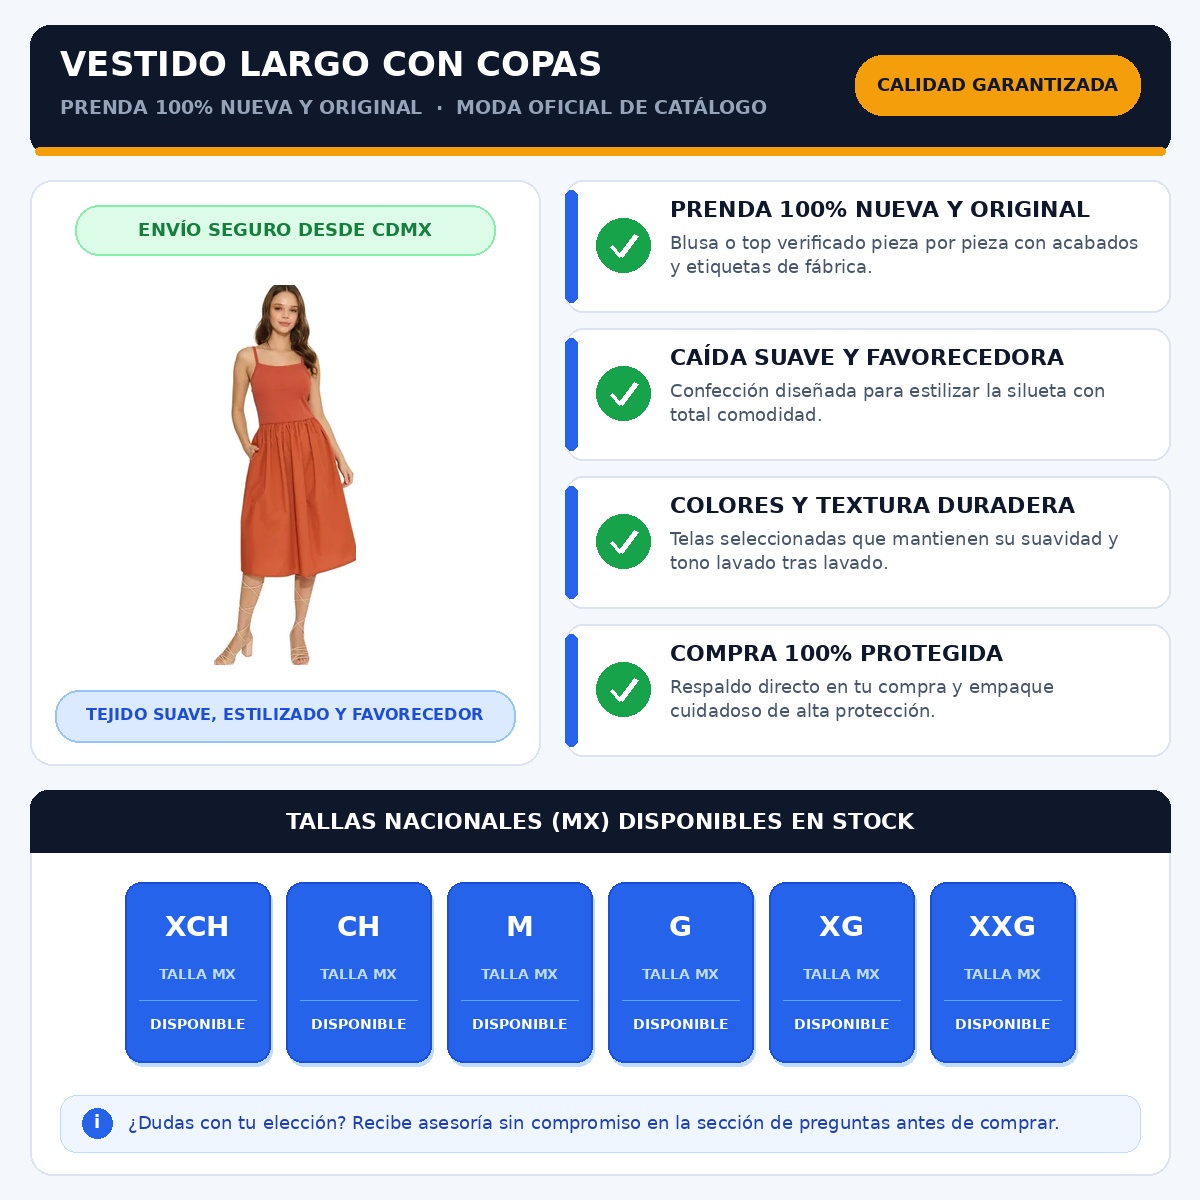 VESTIDO LARGO CON COPAS
PRENDA 100% NUEVA Y ORIGINAL · MODA OFICIAL DE CATÁLOGO
CALIDAD GARANTIZADA
ENVÍO SEGURO DESDE CDMX
TEJIDO SUAVE, ESTILIZADO Y FAVORECEDOR
PRENDA 100% NUEVA Y ORIGINAL
Blusa o top verificado pieza por pieza con acabados
y etiquetas de fábrica.
CAÍDA SUAVE Y FAVORECEDORA
Confección diseñada para estilizar la silueta con
total comodidad.
COLORES Y TEXTURA DURADERA
Telas seleccionadas que mantienen su suavidad y
tono lavado tras lavado.
COMPRA 100% PROTEGIDA
Respaldo directo en tu compra y empaque
cuidadoso de alta protección.
TALLAS NACIONALES (MX) DISPONIBLES EN STOCK
XCH
TALLA MX
DISPONIBLE
CH
TALLA MX
DISPONIBLE
M
TALLA MX
DISPONIBLE
G
TALLA MX
DISPONIBLE
XG
TALLA MX
DISPONIBLE
XXG
TALLA MX
DISPONIBLE
i
¿Dudas con tu elección? Recibe asesoría sin compromiso en la sección de preguntas antes de comprar.